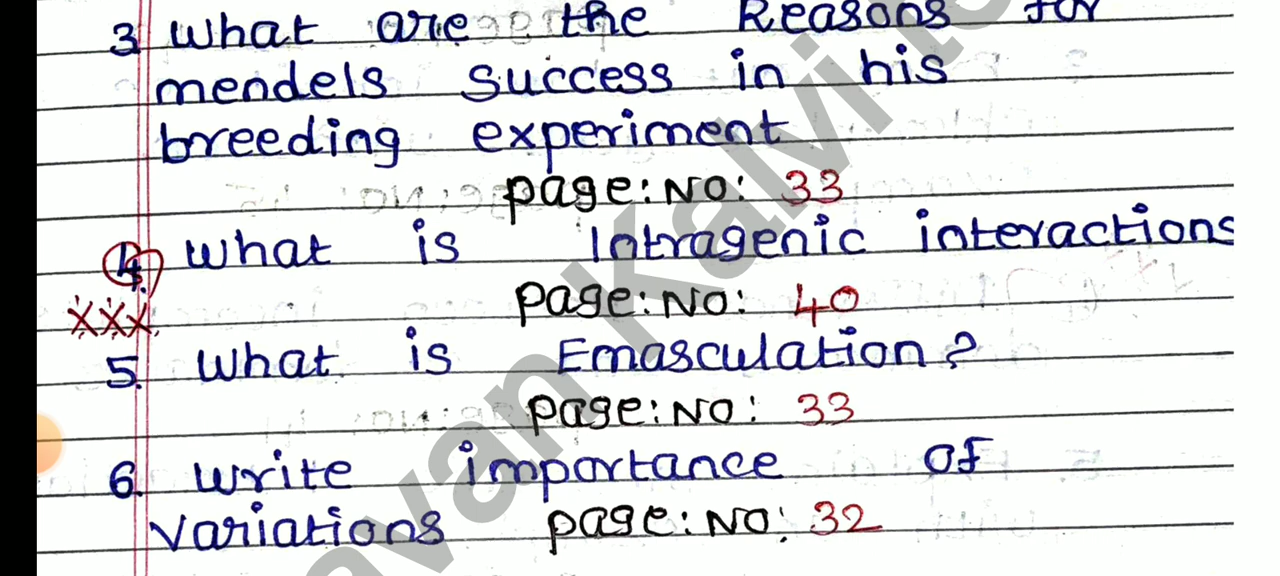 3 What are the Reasons for
mendels success in his
breeding experiment
page:No: 33
4. What is Intragenic interactions
page:No: 40
xxx
5. What is Emasculation?
page:No: 33
6. Write importance of
variations page:No: 32